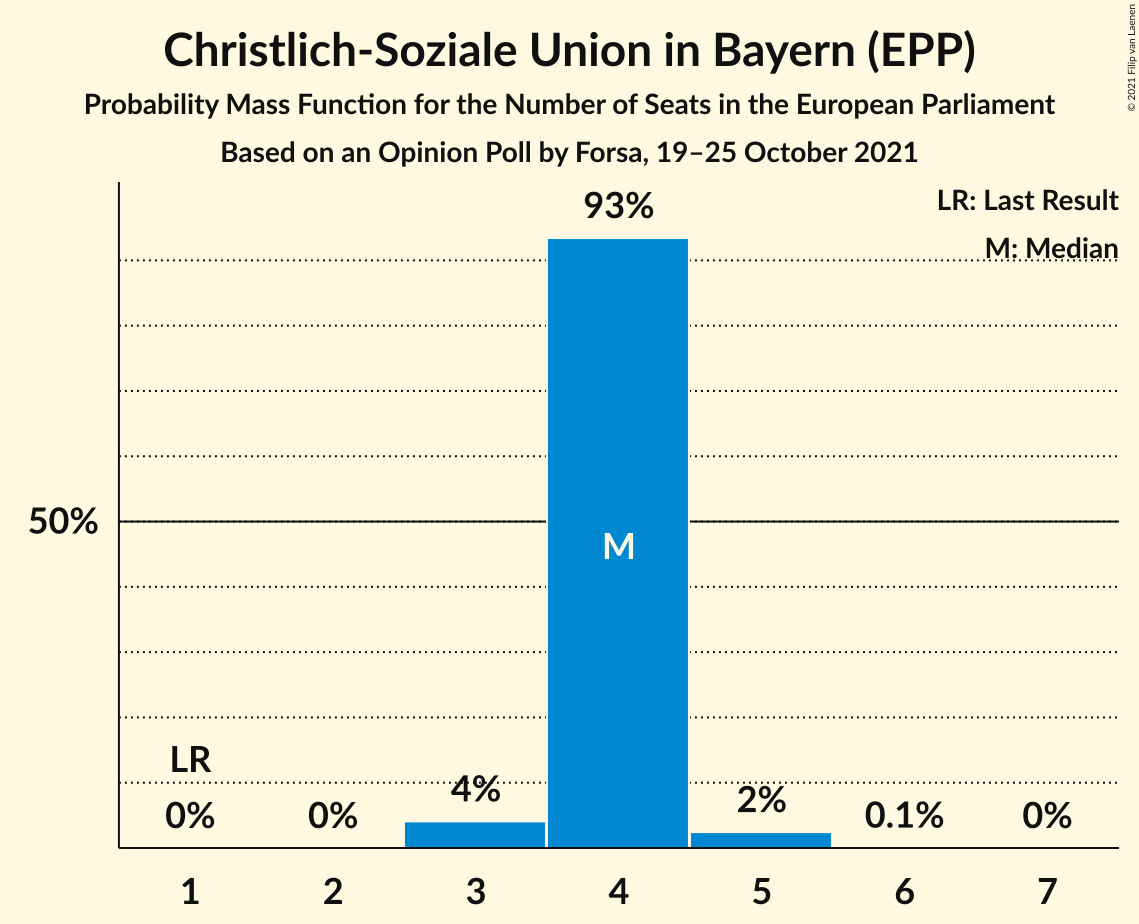 Christlich-Soziale Union in Bayern (EPP)
Probability Mass Function for the Number of Seats in the European Parliament
Based on an Opinion Poll by Forsa, 19–25 October 2021
© 2021 Filip van Laenen
LR: Last Result
M: Median
93%
50%
M
LR
0%
0%
4%
2%
0.1%
0%
1 2 3 4 5 6 7